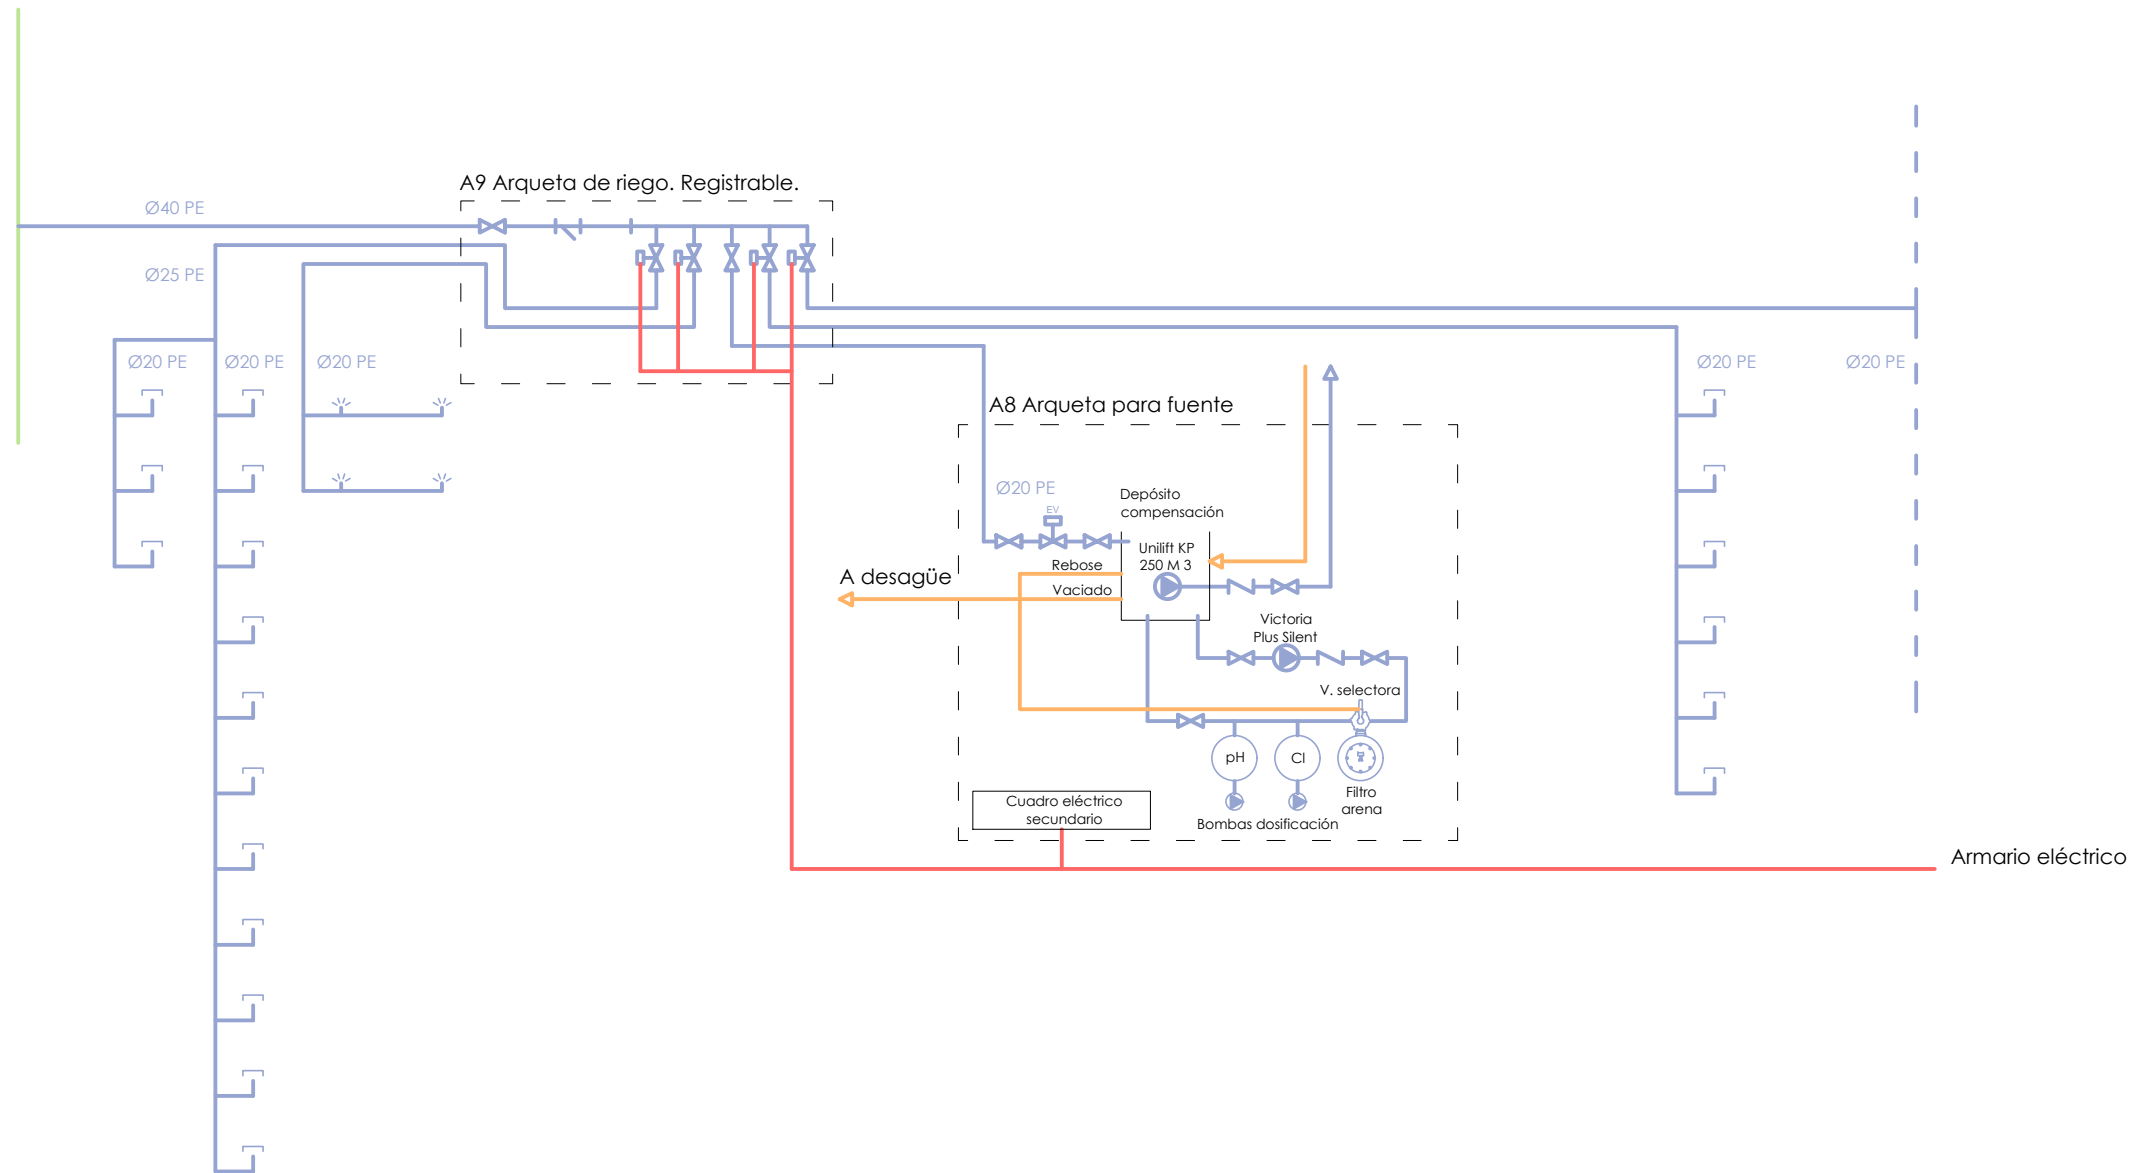 A9 Arqueta de riego. Registrable.
Ø40 PE
Ø25 PE
Ø20 PE
Ø20 PE
Ø20 PE
Ø20 PE
Ø20 PE
A8 Arqueta para fuente
Ø20 PE
EV
Depósito
compensación
Unilift KP
250 M 3
Rebose
Vaciado
A desagüe
Victoria
Plus Silent
V. selectora
pH
Cl
Filtro
arena
Bombas dosificación
Cuadro eléctrico
secundario
Armario eléctrico